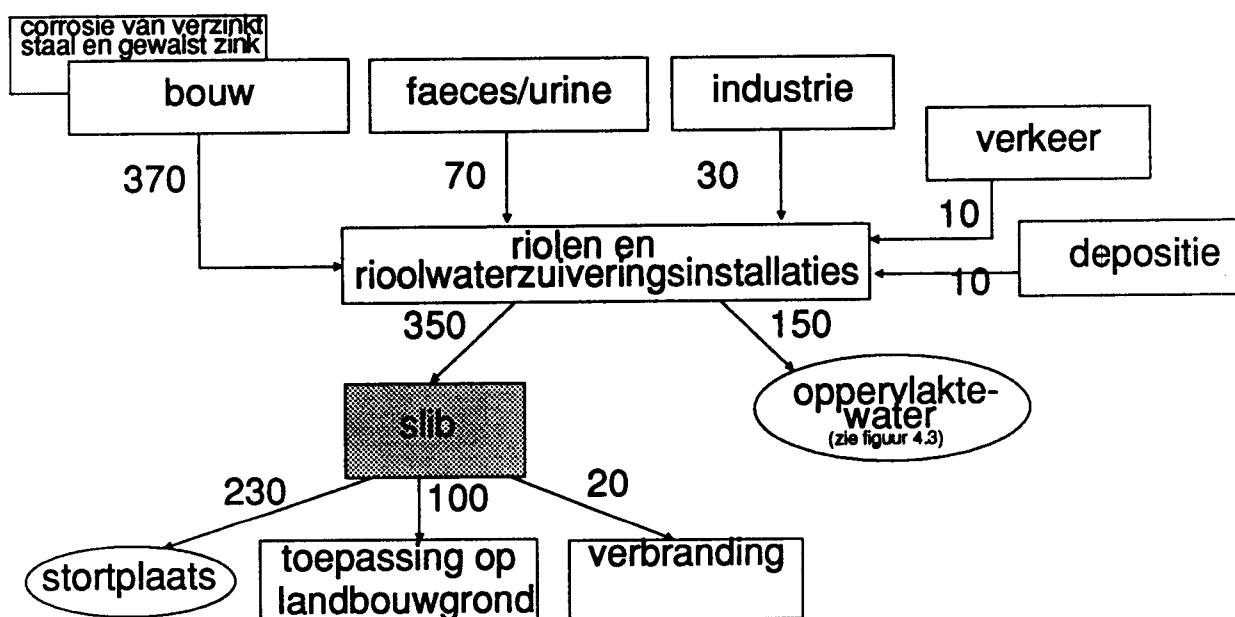 corrosie van verzinkt
staal en gewalst zink
bouw
faeces/urine
industrie
verkeer
370
70
30
10
depositie
10
riolen en
rioolwaterzuiveringsinstallaties
350
150
slib
opperylakte-
water
(zie figuur 4.3)
230
100
20
stortplaats
toepassing op
landbouwgrond
verbranding